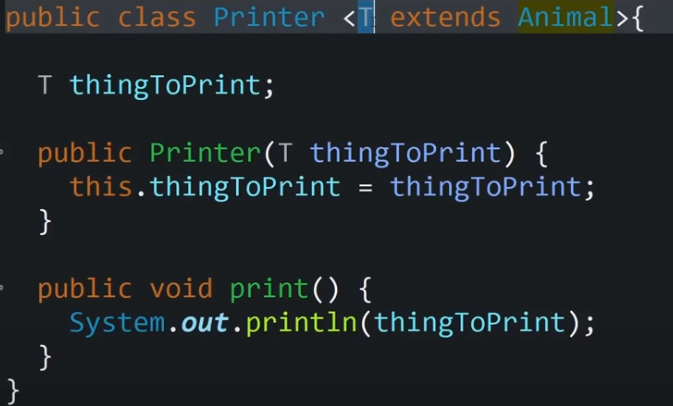 public class Printer <T extends Animal>{
T thingToPrint;
public Printer(T thingToPrint) {
this.thingToPrint = thingToPrint;
}
public void print() {
System.out.println(thingToPrint);
}
}